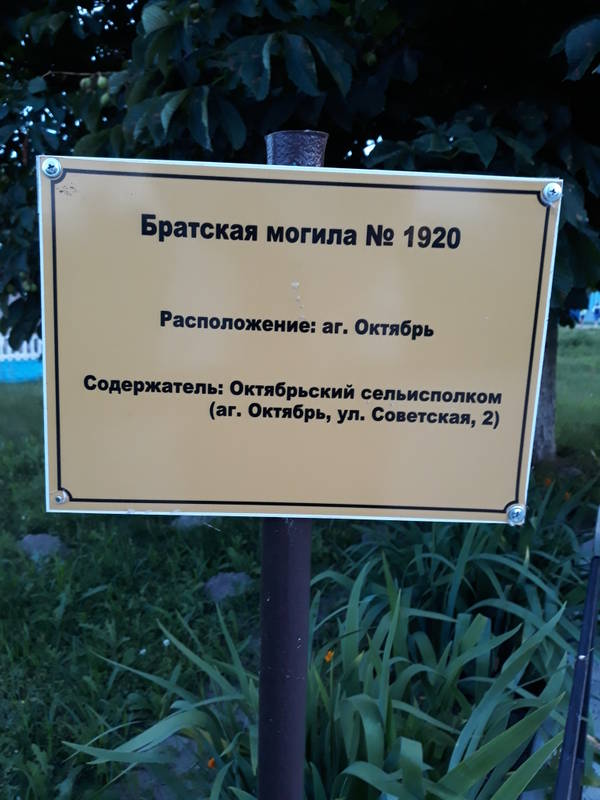 Братская могила № 1920
Расположение: аг. Октябрь
Содержатель: Октябрьский сельисполком
(аг. Октябрь, ул. Советская, 2)